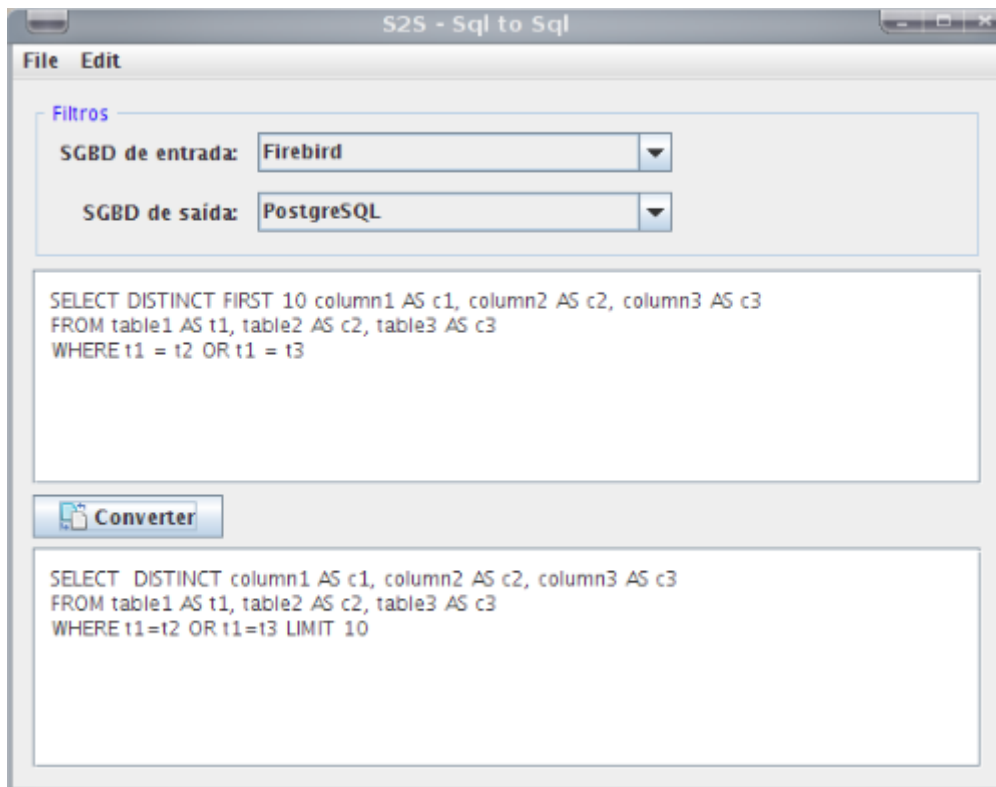 S2S - Sql to Sql
File Edit
Filtros
SGBD de entrada: Firebird
SGBD de saída: PostgreSQL
SELECT DISTINCT FIRST 10 column1 AS c1, column2 AS c2, column3 AS c3
FROM table1 AS t1, table2 AS c2, table3 AS c3
WHERE t1 = t2 OR t1 = t3
Converter
SELECT  DISTINCT column1 AS c1, column2 AS c2, column3 AS c3
FROM table1 AS t1, table2 AS c2, table3 AS c3
WHERE t1=t2 OR t1=t3 LIMIT 10